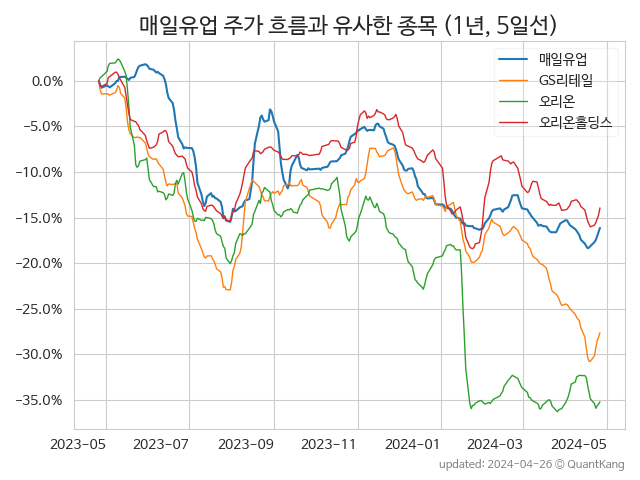 매일유업 주가 흐름과 유사한 종목 (1년, 5일선)
매일유업
GS리테일
오리온
오리온홀딩스
0.0%
−5.0%
−10.0%
−15.0%
−20.0%
−25.0%
−30.0%
−35.0%
2023-05 2023-07 2023-09 2023-11 2024-01 2024-03 2024-05
updated: 2024-04-26 © QuantKang